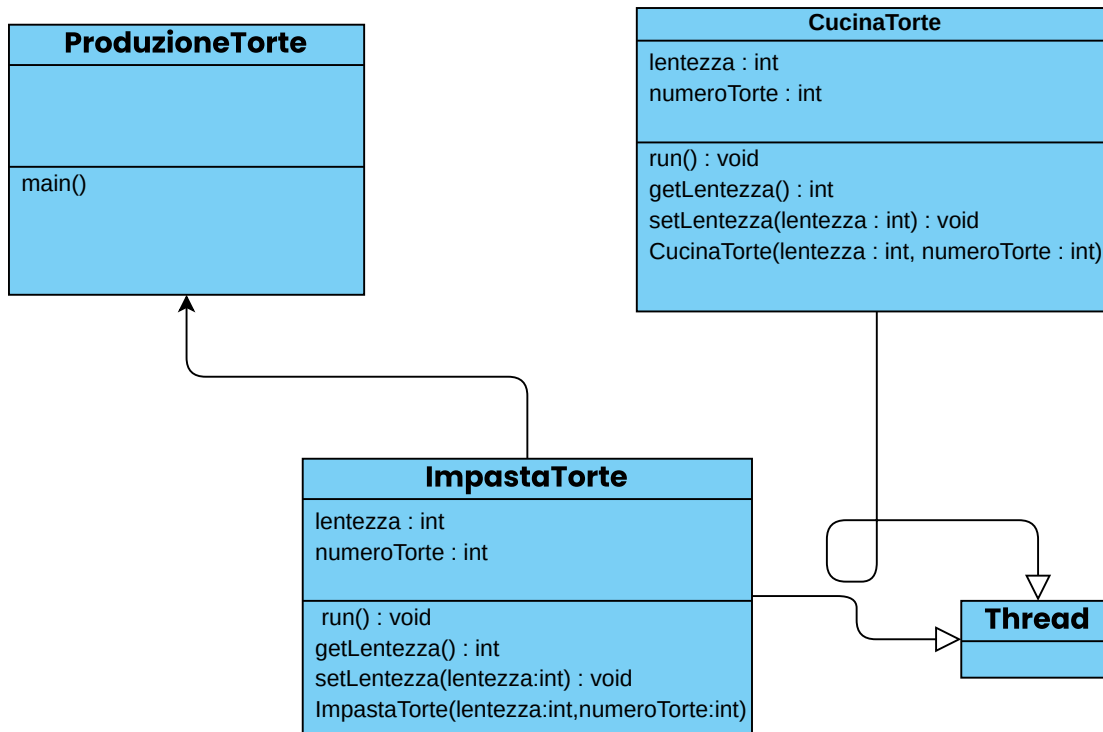 ProduzioneTorte
main()
CucinaTorte
lentezza : int
numeroTorte : int
run() : void
getLentezza() : int
setLentezza(lentezza : int) : void
CucinaTorte(lentezza : int, numeroTorte : int)
ImpastaTorte
lentezza : int
numeroTorte : int
run() : void
getLentezza() : int
setLentezza(lentezza:int) : void
ImpastaTorte(lentezza:int,numeroTorte:int)
Thread